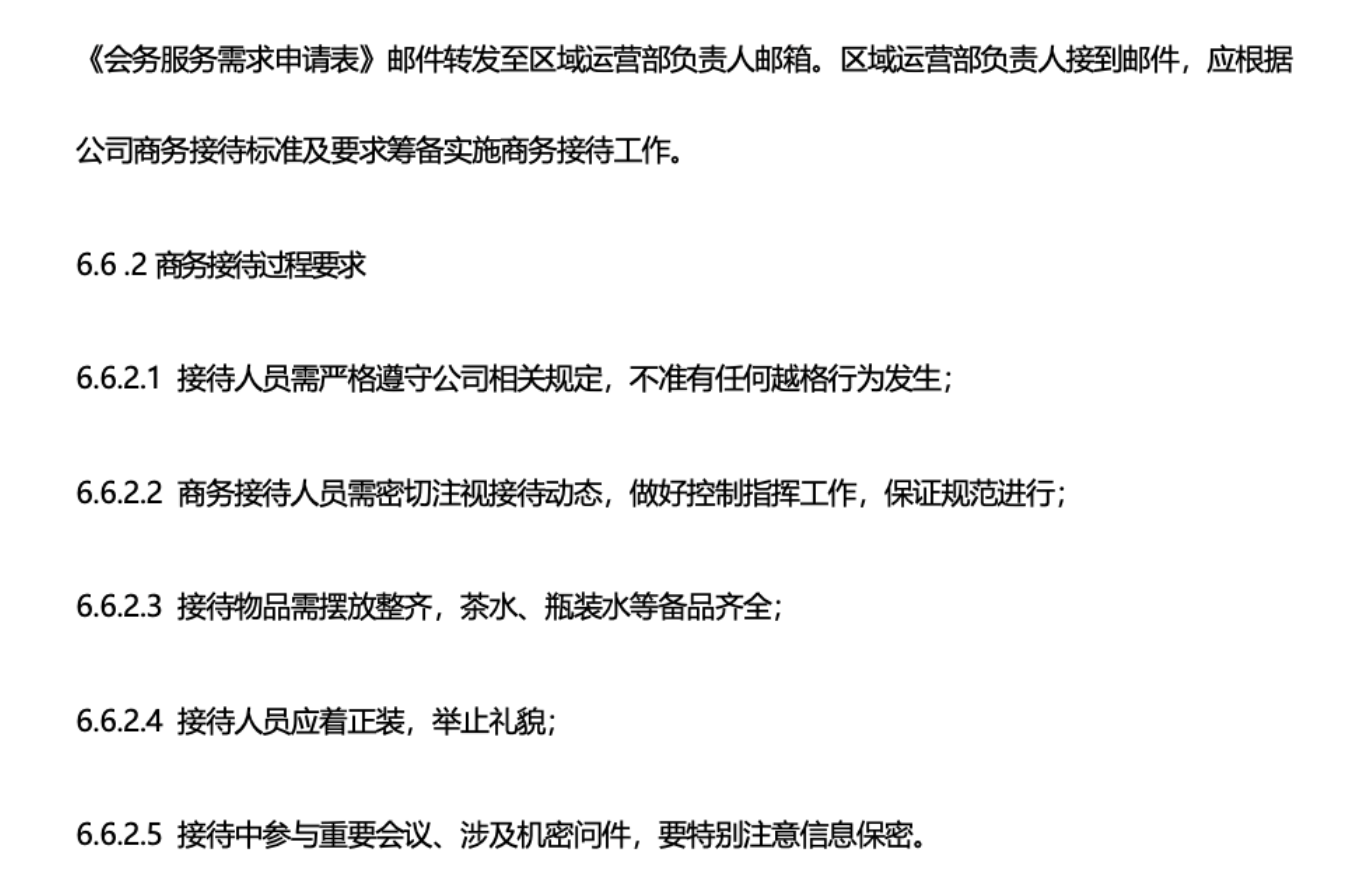 《会务服务需求申请表》邮件转发至区域运营部负责人邮箱。区域运营部负责人接到邮件，应根据
公司商务接待标准及要求筹备实施商务接待工作。
6.6 .2 商务接待过程要求
6.6.2.1 接待人员需严格遵守公司相关规定，不准有任何越格行为发生；
6.6.2.2 商务接待人员需密切注视接待动态，做好控制指挥工作，保证规范进行；
6.6.2.3 接待物品需摆放整齐，茶水、瓶装水等备品齐全；
6.6.2.4 接待人员应着正装，举止礼貌；
6.6.2.5 接待中参与重要会议、涉及机密问件，要特别注意信息保密。